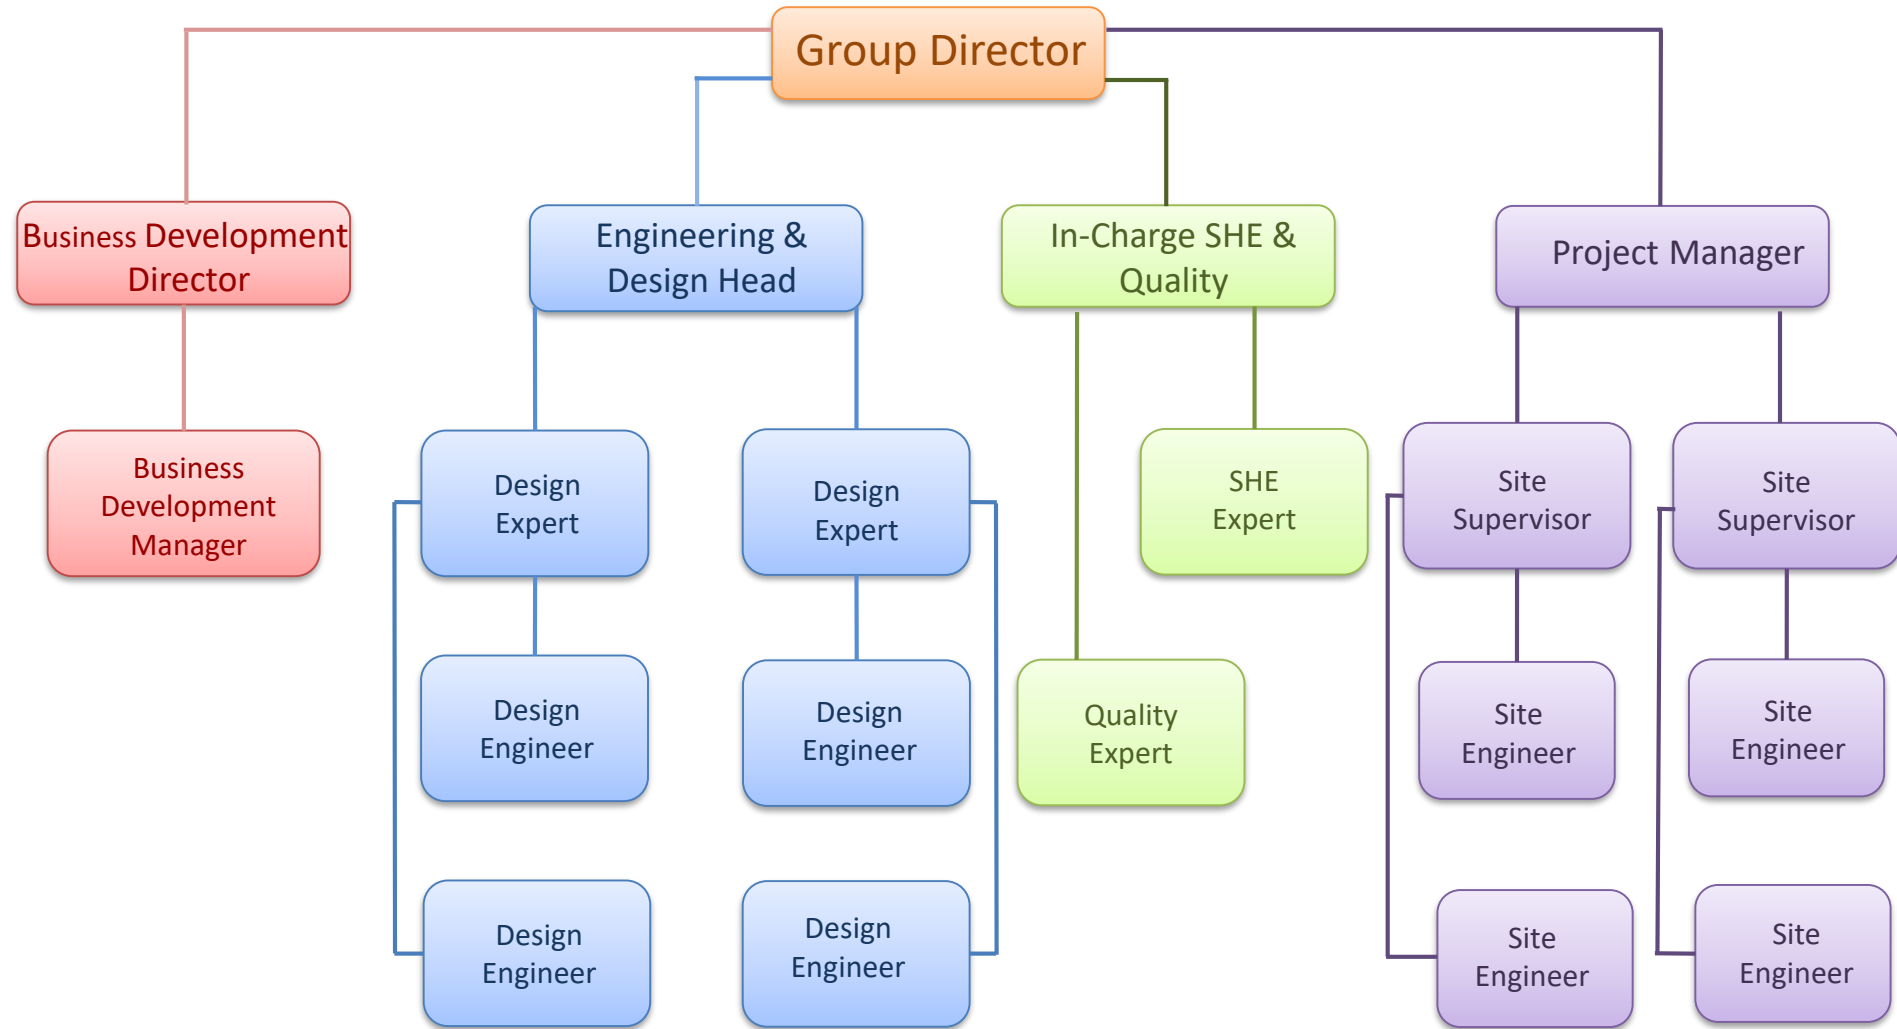 Group Director
Business Development
Director
Engineering &
Design Head
In-Charge SHE &
Quality
Project Manager
Business
Development
Manager
Design
Expert
Design
Expert
SHE
Expert
Site
Supervisor
Site
Supervisor
Design
Engineer
Design
Engineer
Quality
Expert
Site
Engineer
Site
Engineer
Design
Engineer
Design
Engineer
Site
Engineer
Site
Engineer